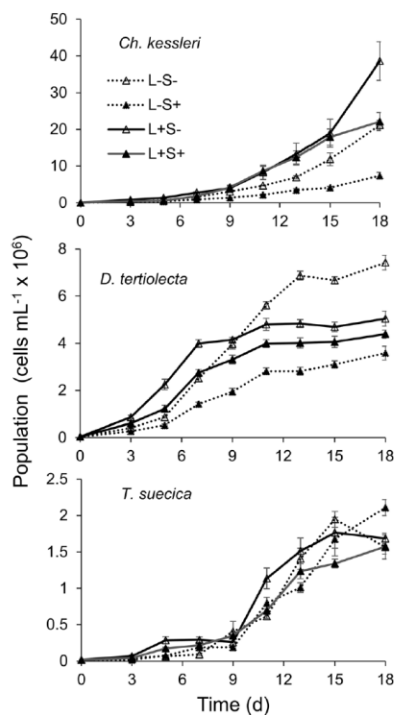 50
Ch. kessleri
40
L-S-
30
L-S+
L+S-
20
L+S+
10
0
0 3 6 9 12 15 18
8
D. tertiolecta
6
4
2
0
0 3 6 9 12 15 18
Population (cells mL-1 x 10^6)
2.5
T. suecica
2
1.5
1
0.5
0
0 3 6 9 12 15 18
Time (d)